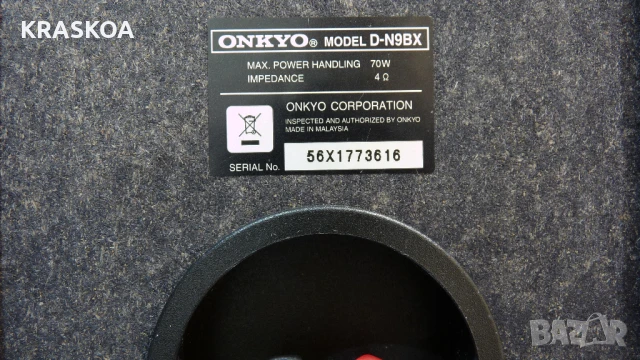 KRASKOA
ONKYO® MODEL D-N9BX
MAX. POWER HANDLING 70W
IMPEDANCE 4 Ω
ONKYO CORPORATION
INSPECTED AND AUTHORIZED BY ONKYO
MADE IN MALAYSIA
SERIAL No. 56X1773616
BAZAR